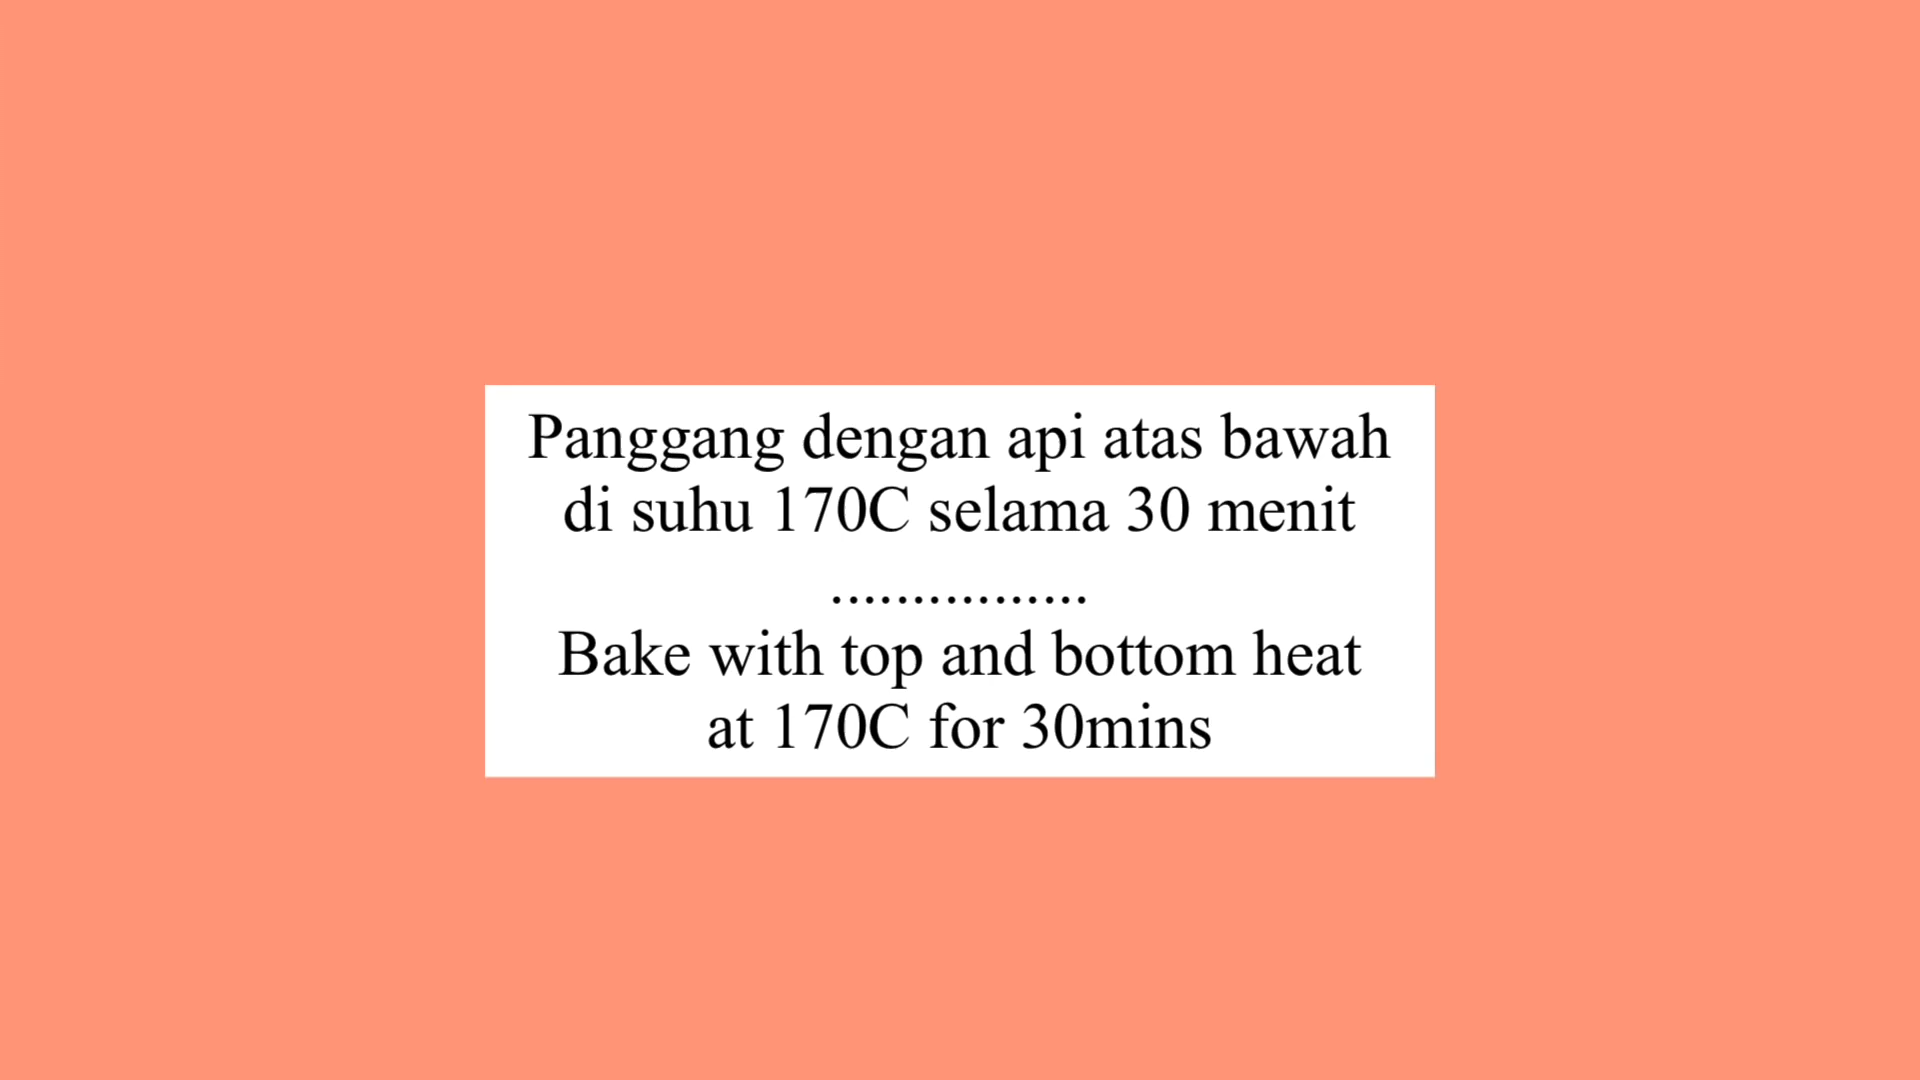 Panggang dengan api atas bawah
di suhu 170C selama 30 menit
................
Bake with top and bottom heat
at 170C for 30mins